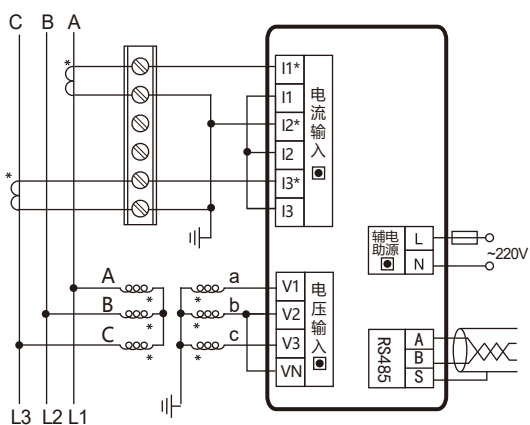 C B A
*
*
I1*
I1
I2*
I2
I3*
I3
电流输入
辅助电源
L
N
~220V
A a
* *
B b
* *
C c
* *
V1
V2
V3
VN
电压输入
RS485
A
B
S
L3 L2 L1